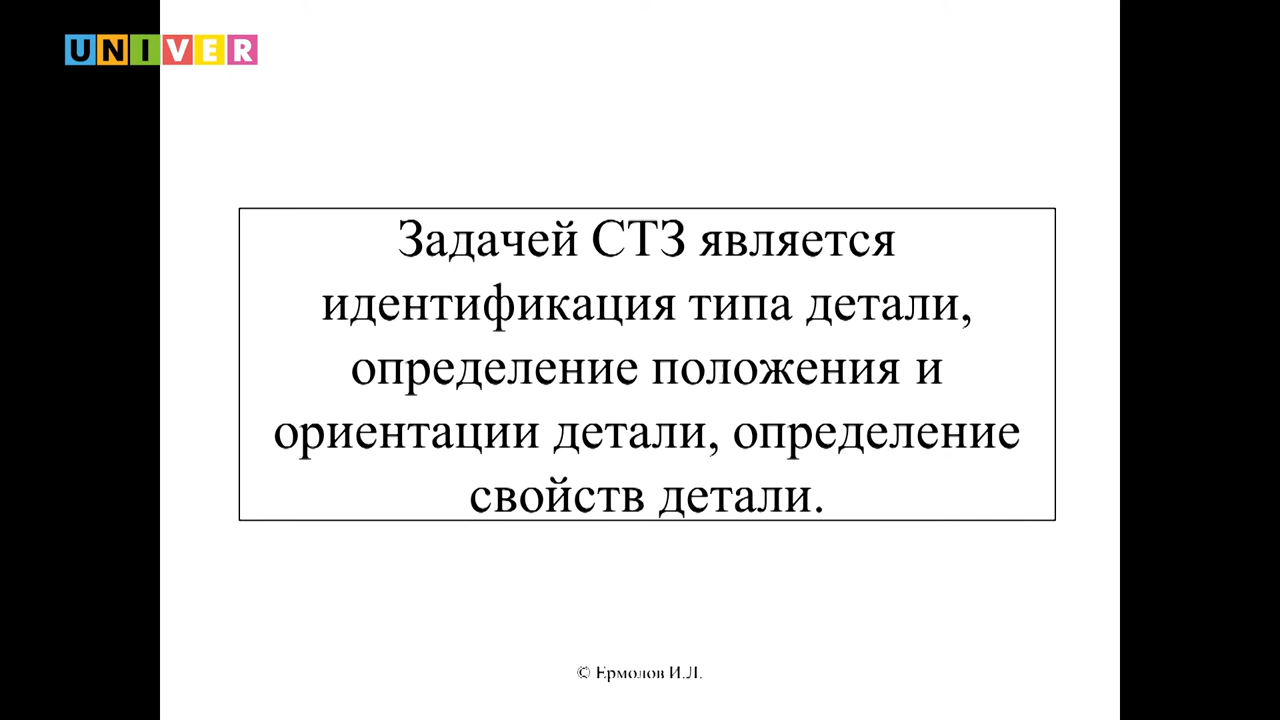 UNIVER
Задачей СТЗ является
идентификация типа детали,
определение положения и
ориентации детали, определение
свойств детали.
© Ермолов И.Л.